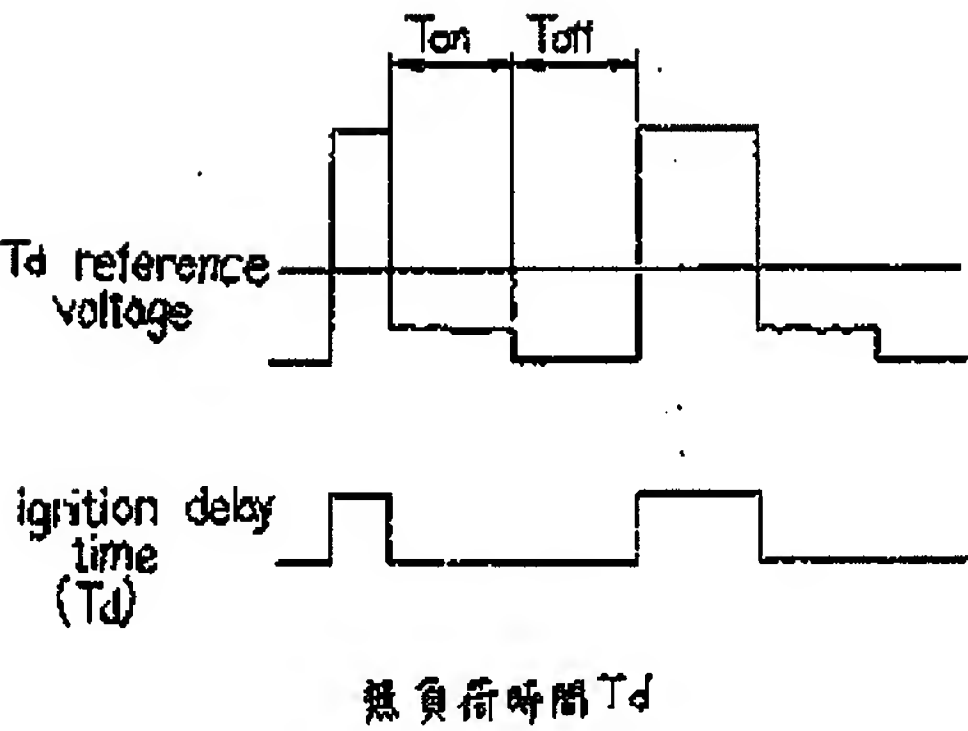 Ton Toff
Td reference
voltage
ignition delay
time
(Td)
無負荷時間Td